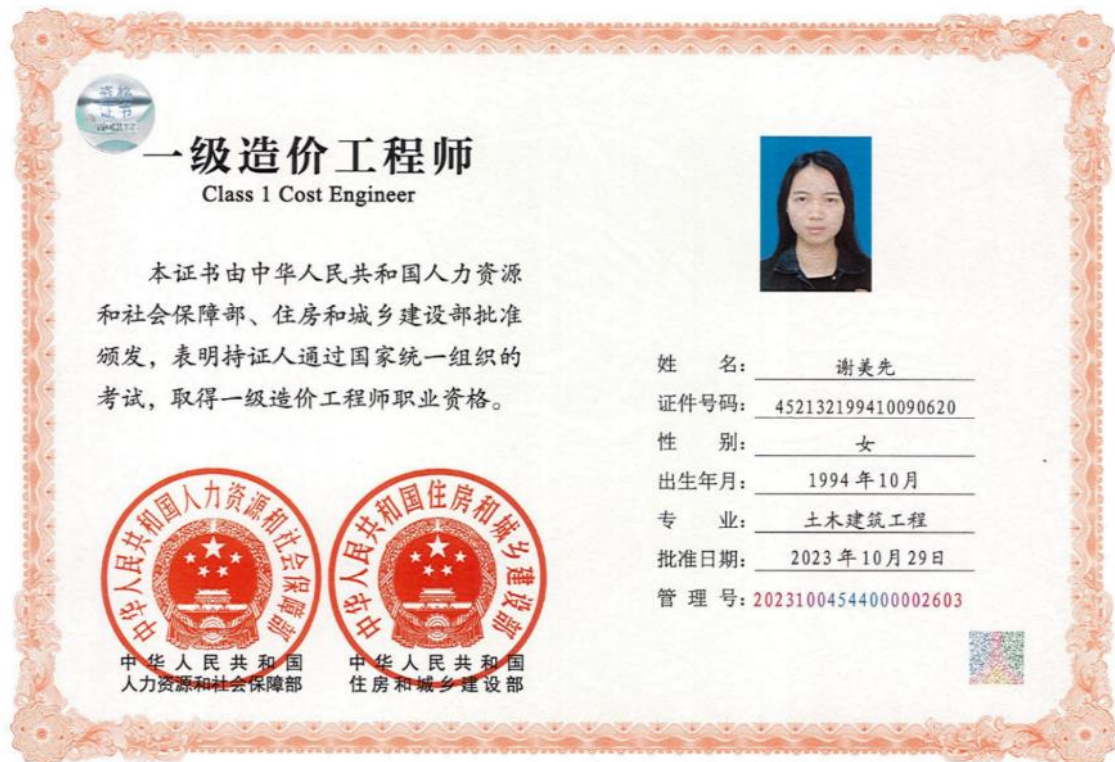 资格
证书
一级造价工程师
Class 1 Cost Engineer
本证书由中华人民共和国人力资源
和社会保障部、住房和城乡建设部批准
颁发，表明持证人通过国家统一组织的
考试，取得一级造价工程师职业资格。
中华人民共和国人力资源和社会保障部
中华人民共和国住房和城乡建设部
中华人民共和国
人力资源和社会保障部
中华人民共和国
住房和城乡建设部
姓 名： 谢美先
证件号码： 452132199410090620
性 别： 女
出生年月： 1994年10月
专 业： 土木建筑工程
批准日期： 2023年10月29日
管 理 号：20231004544000002603